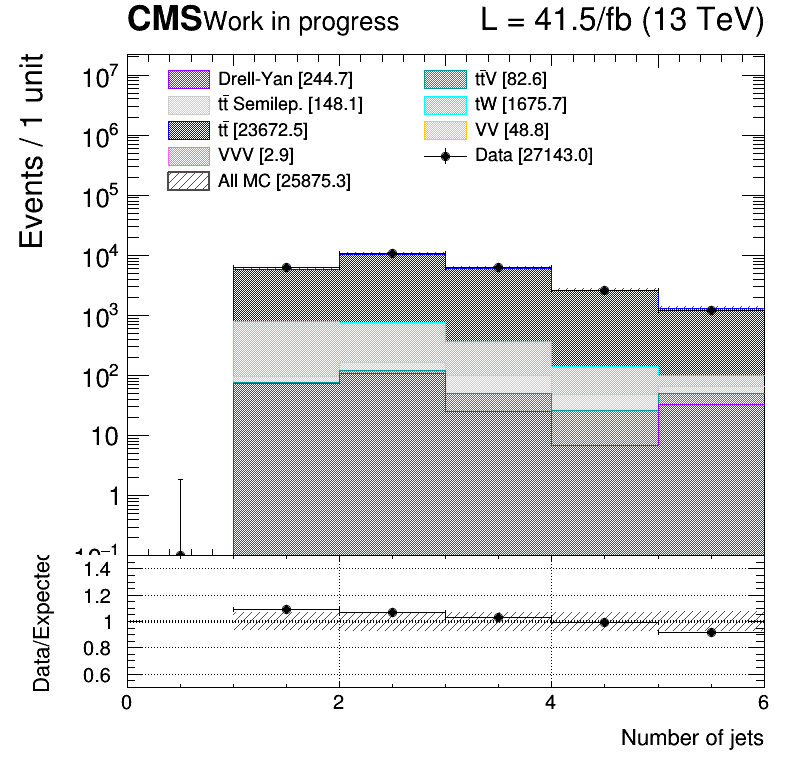 CMS Work in progress L = 41.5/fb (13 TeV)
Events / 1 unit
10⁷
10⁶
10⁵
10⁴
10³
10²
10
1
10⁻¹
Drell-Yan [244.7]
tt̄ Semilep. [148.1]
tt̄ [23672.5]
VVV [2.9]
All MC [25875.3]
tt̄V [82.6]
tW [1675.7]
VV [48.8]
Data [27143.0]
Data/Expected
1.4
1.2
1
0.8
0.6
0 2 4 6
Number of jets